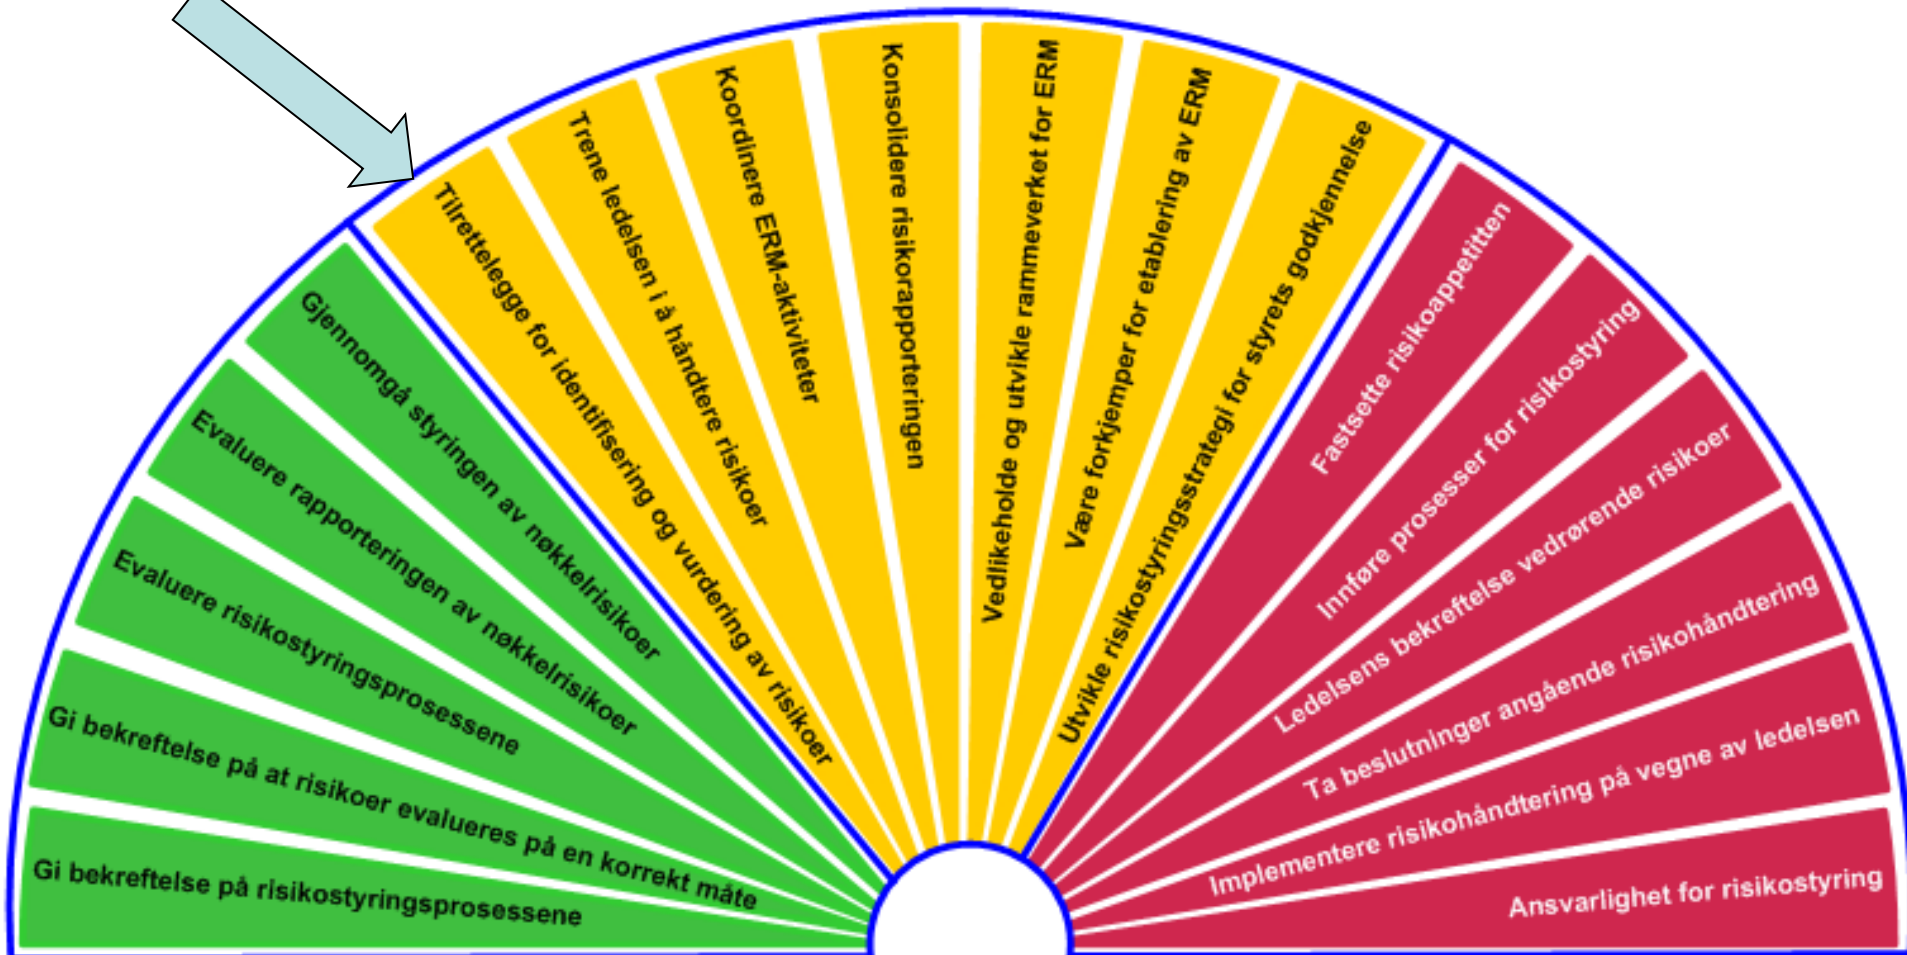 Gi bekreftelse på risikostyringsprosessene
Gi bekreftelse på at risikoer evalueres på en korrekt måte
Evaluere risikostyringsprosessene
Evaluere rapporteringen av nøkkelrisikoer
Gjennomgå styringen av nøkkelrisikoer
Tilrettelegge for identifisering og vurdering av risikoer
Trene ledelsen i å håndtere risikoer
Koordinere ERM-aktiviteter
Konsolidere risikorapporteringen
Vedlikeholde og utvikle rammeverket for ERM
Være forkjemper for etablering av ERM
Utvikle risikostyringsstrategi for styrets godkjennelse
Fastsette risikoappetitten
Innføre prosesser for risikostyring
Ledelsens bekreftelse vedrørende risikoer
Ta beslutninger angående risikohåndtering
Implementere risikohåndtering på vegne av ledelsen
Ansvarlighet for risikostyring